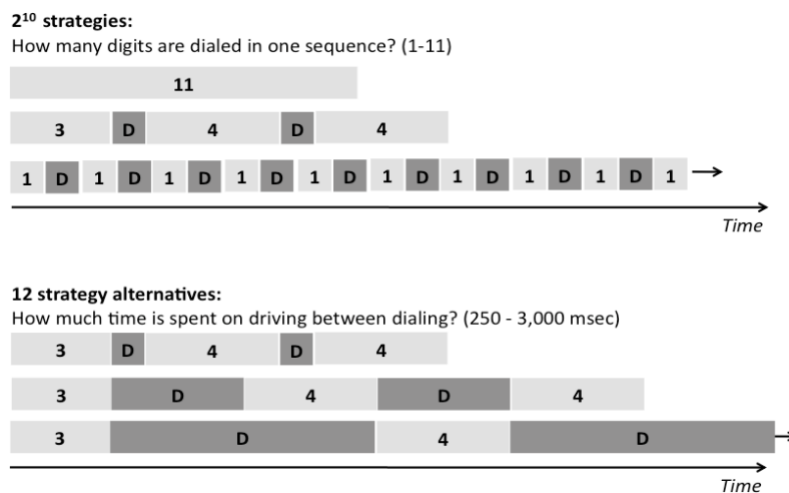 2¹⁰ strategies:
How many digits are dialed in one sequence? (1-11)
11
3 D 4 D 4
1 D 1 D 1 D 1 D 1 D 1 D 1 D 1 D 1 D 1
Time
12 strategy alternatives:
How much time is spent on driving between dialing? (250 - 3,000 msec)
3 D 4 D 4
3 D 4 D 4
3 D 4 D
Time